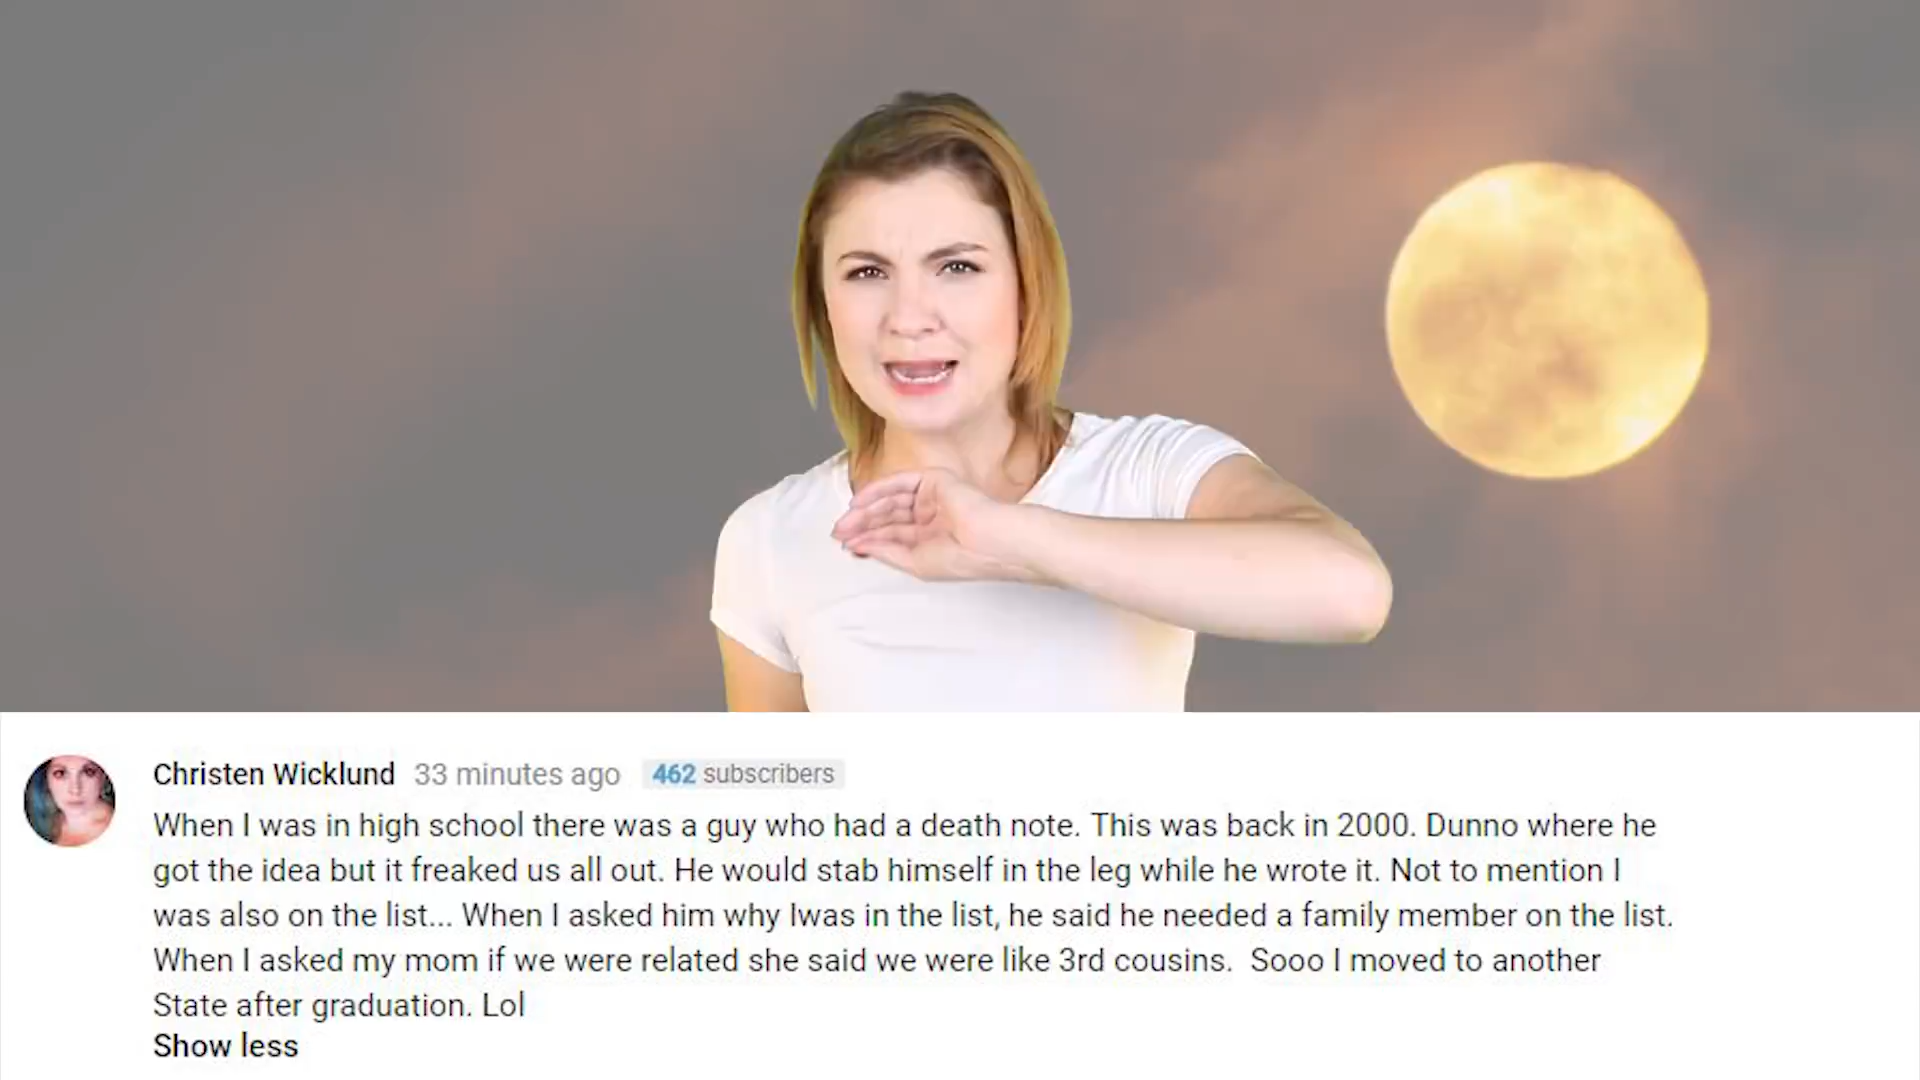 Christen Wicklund 33 minutes ago 462 subscribers
When I was in high school there was a guy who had a death note. This was back in 2000. Dunno where he
got the idea but it freaked us all out. He would stab himself in the leg while he wrote it. Not to mention I
was also on the list... When I asked him why Iwas in the list, he said he needed a family member on the list.
When I asked my mom if we were related she said we were like 3rd cousins.  Sooo I moved to another
State after graduation. Lol
Show less